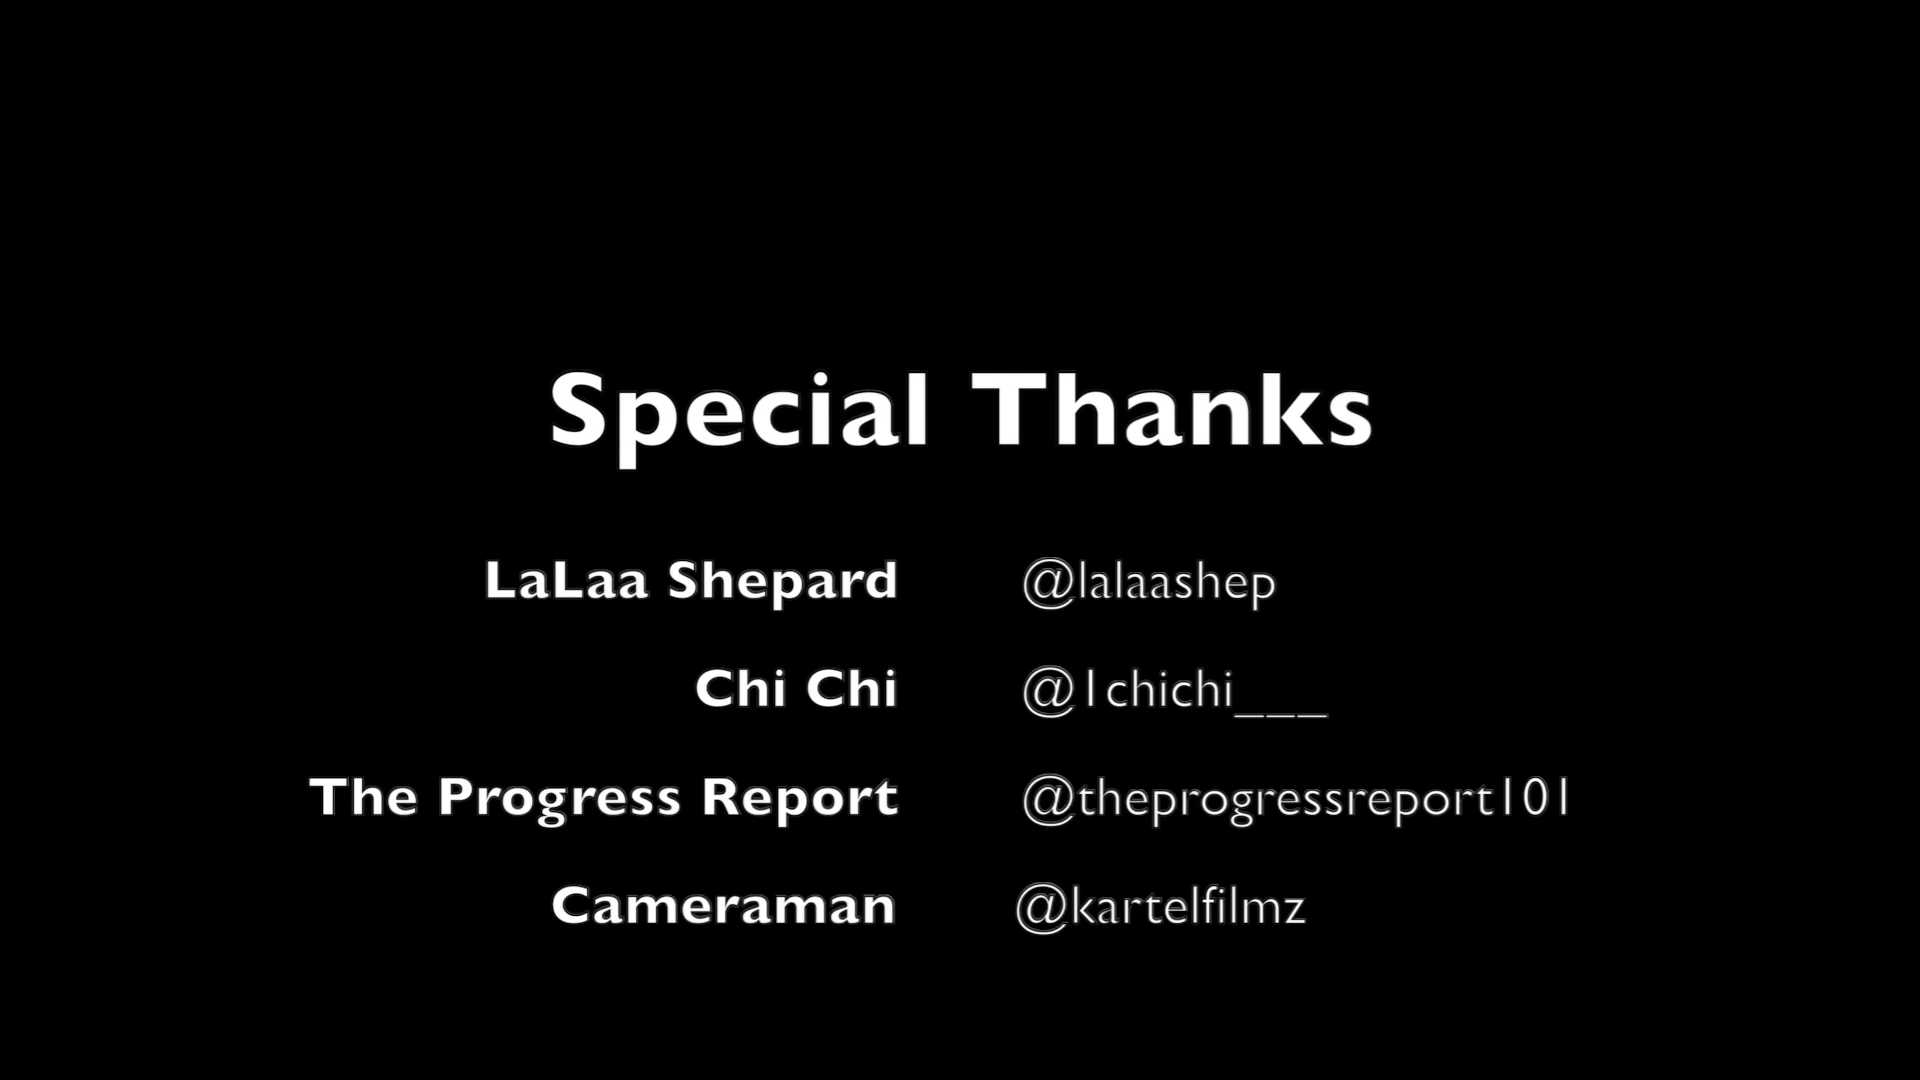 Special Thanks
LaLaa Shepard @lalaashep
Chi Chi @1chichi___
The Progress Report @theprogressreport101
Cameraman @kartelfilmz